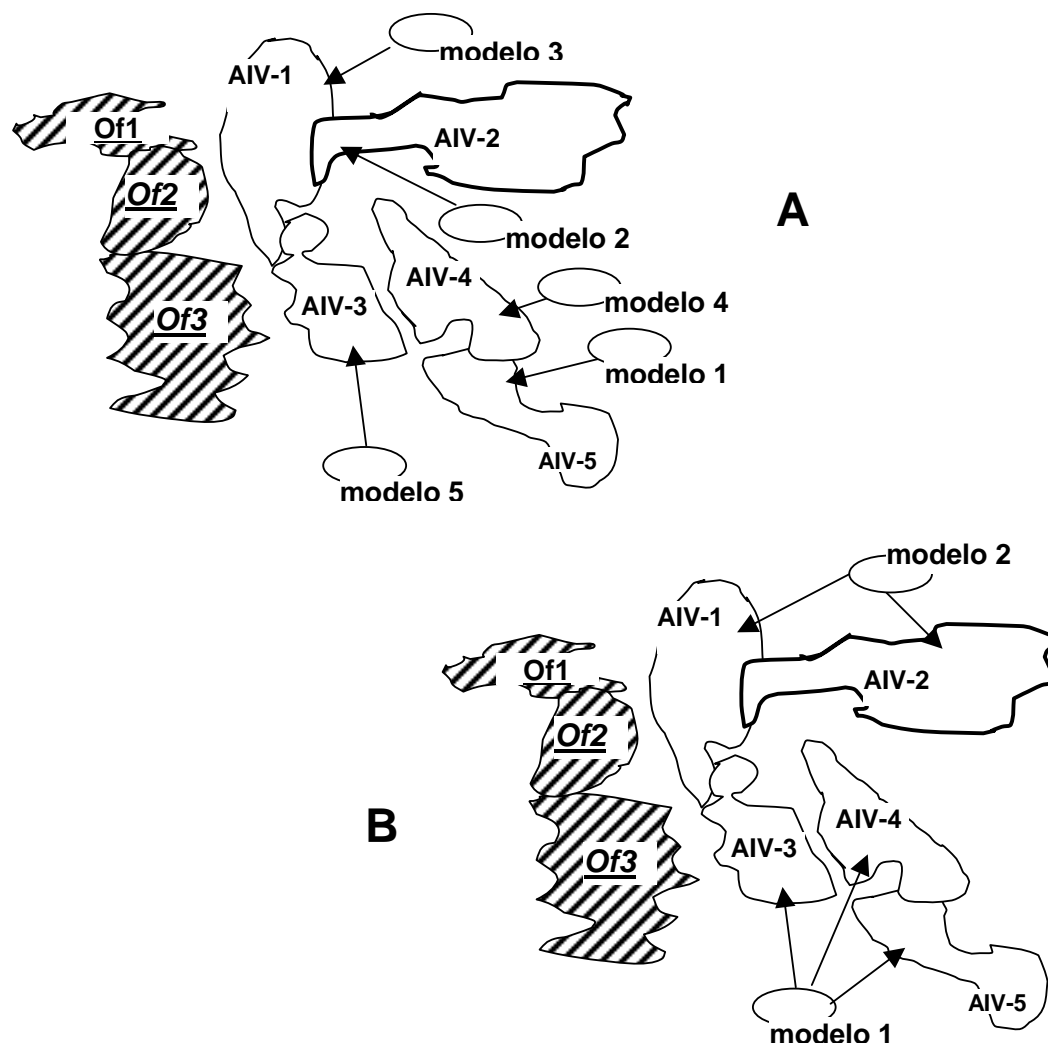 modelo 3
AIV-1
Of1
AIV-2
Of2
A
modelo 2
AIV-4
modelo 4
AIV-3
Of3
modelo 1
AIV-5
modelo 5
modelo 2
AIV-1
Of1
AIV-2
Of2
B
AIV-4
AIV-3
Of3
AIV-5
modelo 1